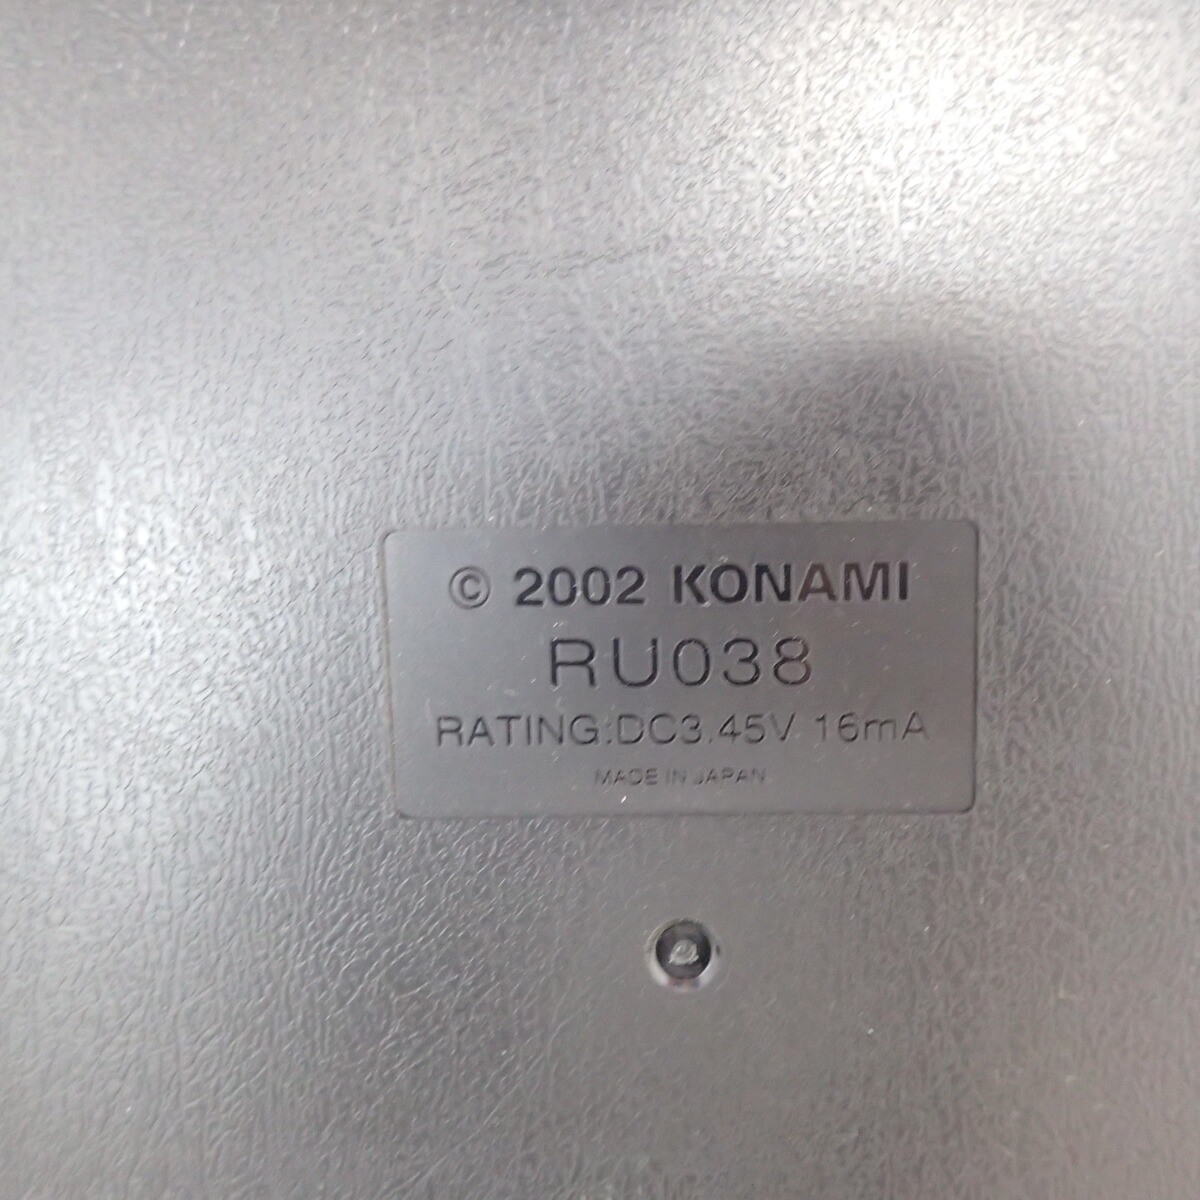 © 2002 KONAMI
RU038
RATING:DC3.45V 16mA
MADE IN JAPAN